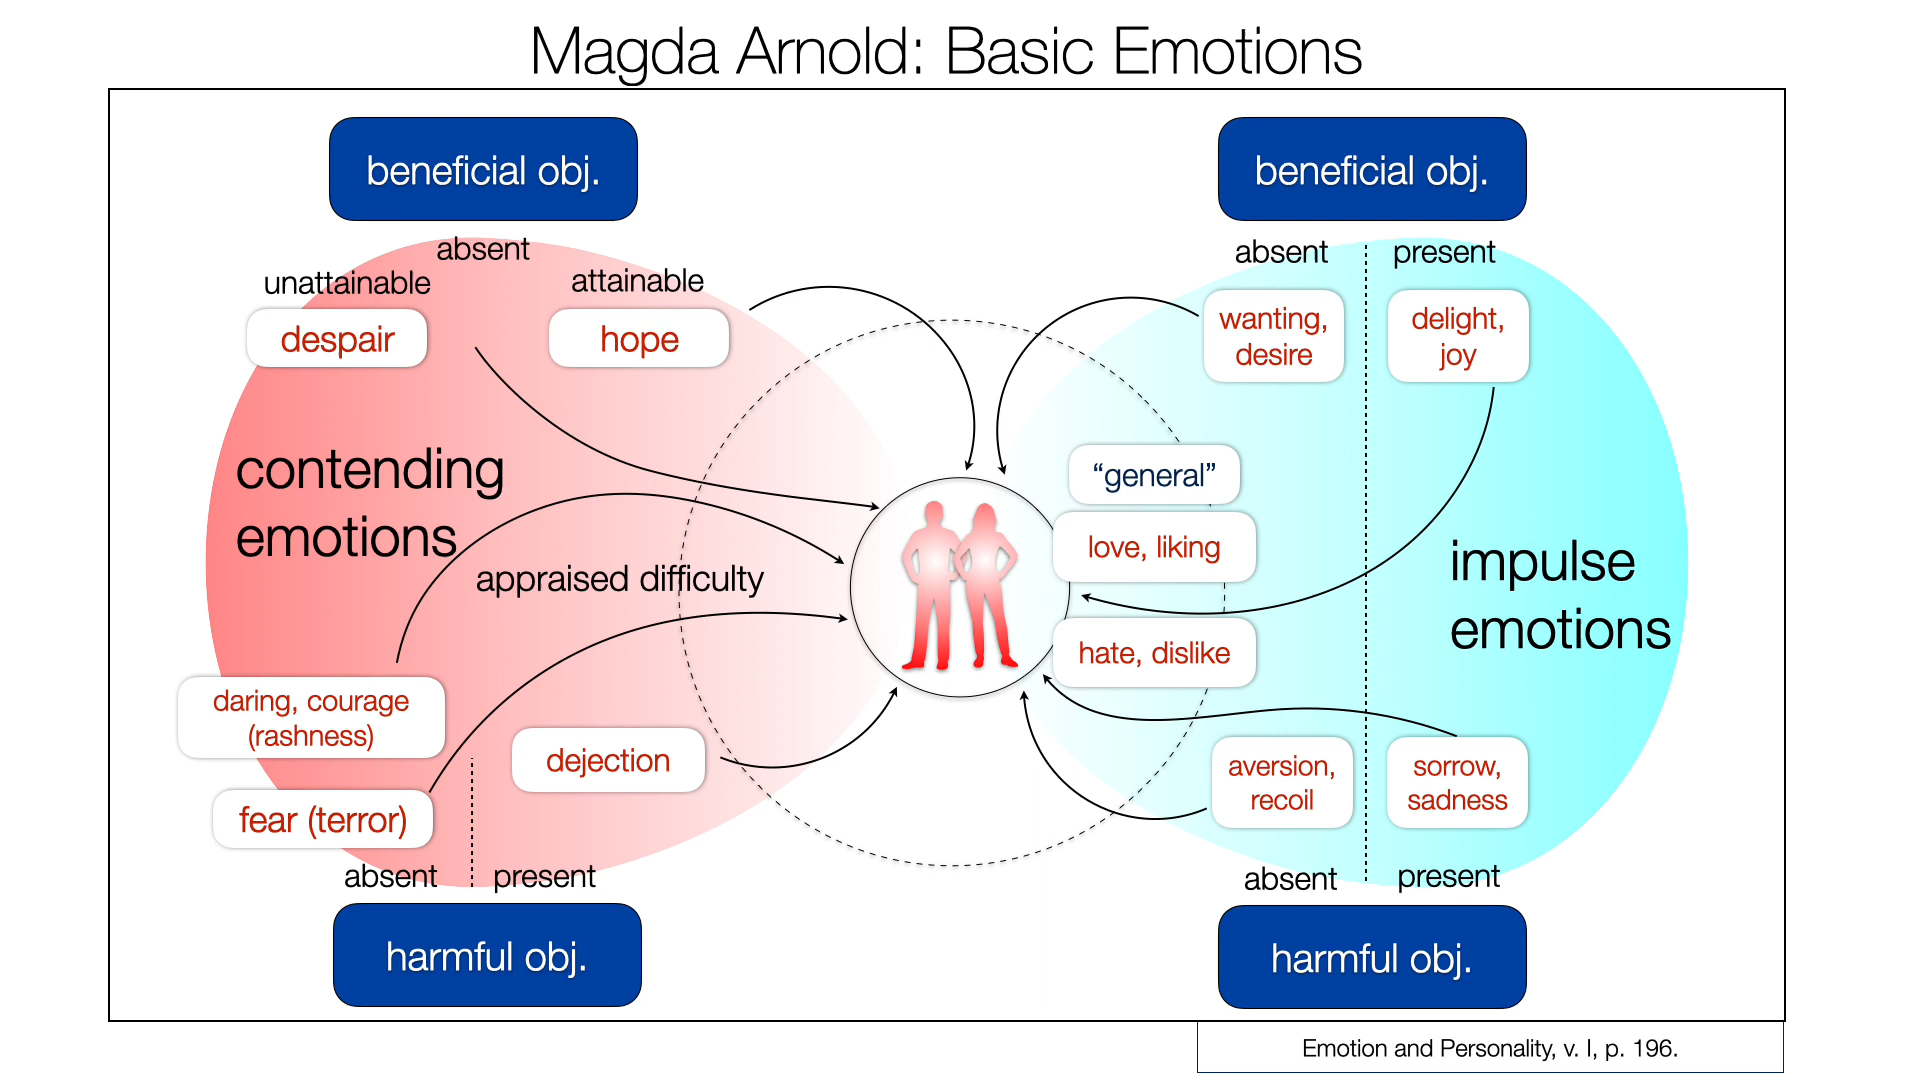 Magda Arnold: Basic Emotions
beneficial obj.
absent
unattainable
attainable
despair
hope
contending
emotions
appraised difficulty
daring, courage
(rashness)
dejection
fear (terror)
absent
present
harmful obj.
beneficial obj.
absent
present
wanting,
desire
delight,
joy
“general”
love, liking
hate, dislike
impulse
emotions
aversion,
recoil
sorrow,
sadness
absent
present
harmful obj.
Emotion and Personality, v. I, p. 196.